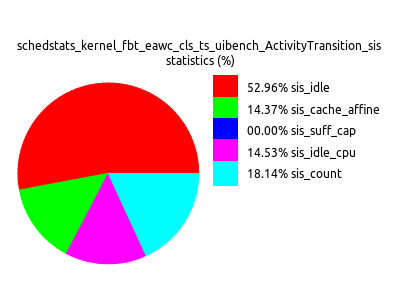 schedstats_kernel_fbt_eawc_cls_ts_uibench_ActivityTransition_sis
statistics (%)
52.96% sis_idle
14.37% sis_cache_affine
00.00% sis_suff_cap
14.53% sis_idle_cpu
18.14% sis_count